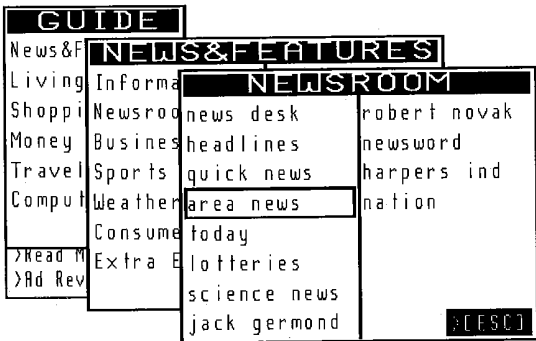 GUIDE
News&F
Living
Shoppi
Money
Travel
Comput
>Read M
>Ad Rev
NEWS&FEATURES
Informa
Newsroo
Busines
Sports
Weather
Consume
Extra E
NEWSROOM
news desk
headlines
quick news
area news
today
lotteries
science news
jack germond
robert novak
newsword
harpers ind
nation
>[ESC]